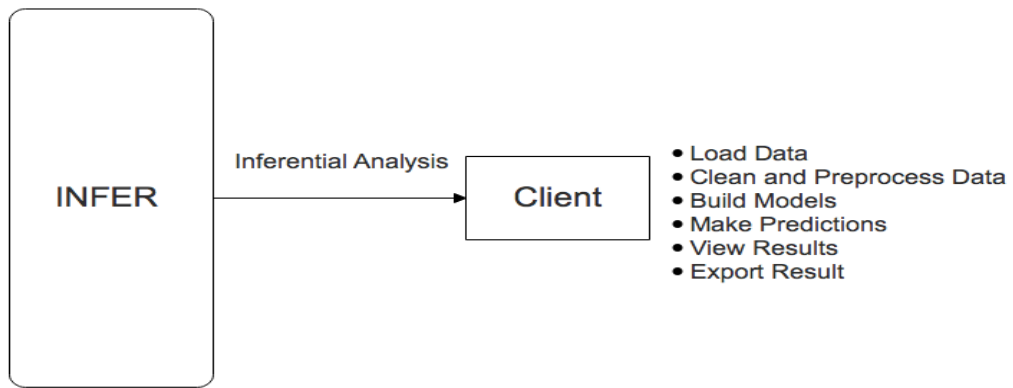 INFER
Inferential Analysis
Client
• Load Data
• Clean and Preprocess Data
• Build Models
• Make Predictions
• View Results
• Export Result